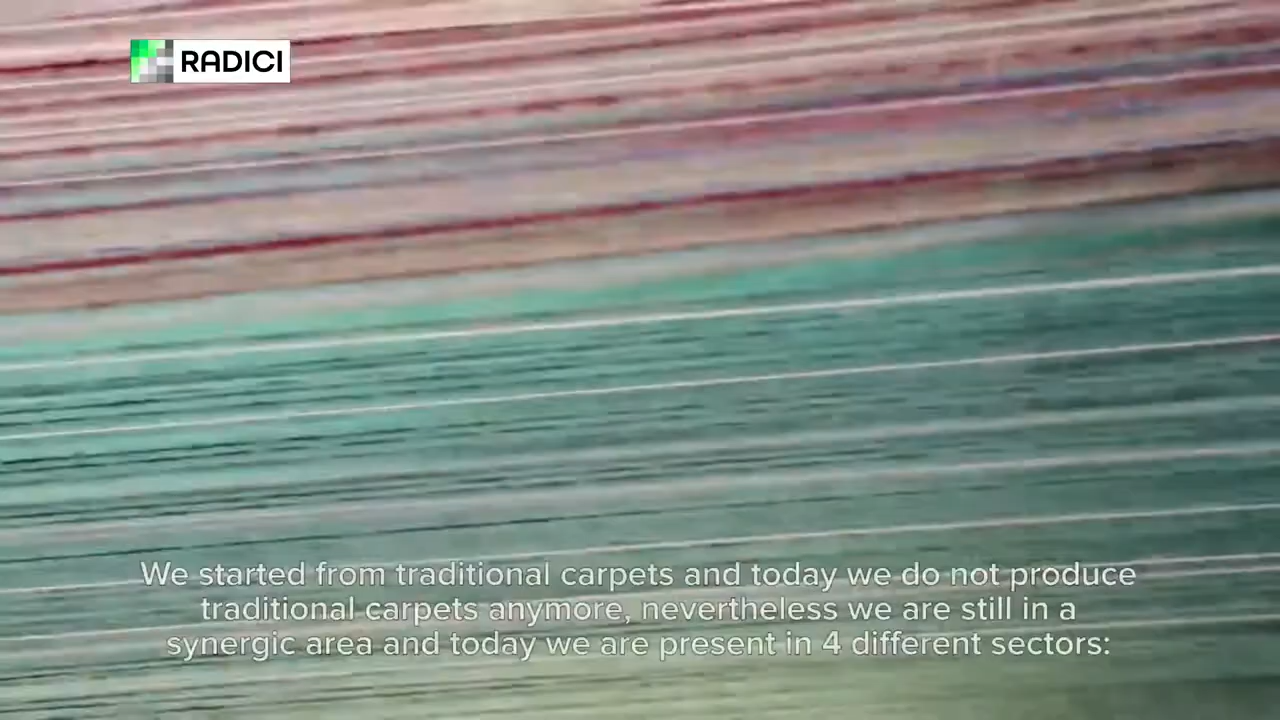 RADICI
We started from traditional carpets and today we do not produce
traditional carpets anymore, nevertheless we are still in a
synergic area and today we are present in 4 different sectors: